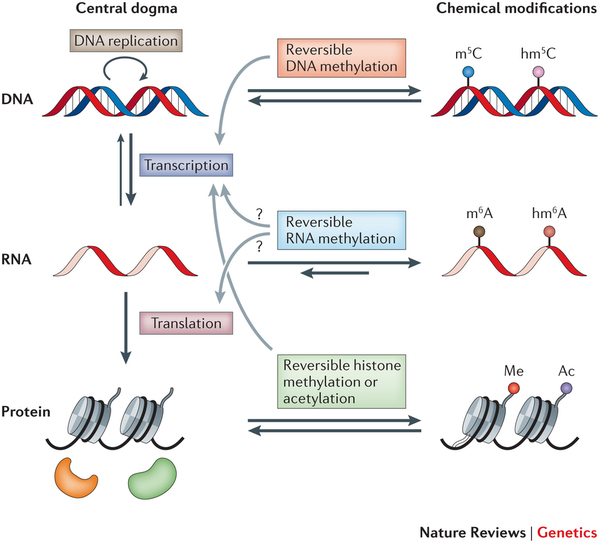 Central dogma
Chemical modifications
DNA replication
Reversible
DNA methylation
m⁵C
hm⁵C
DNA
Transcription
?
Reversible
RNA methylation
?
m⁶A
hm⁶A
RNA
Translation
Reversible histone
methylation or
acetylation
Me
Ac
Protein
Nature Reviews | Genetics